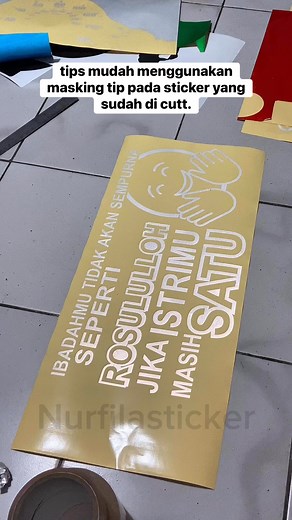 tips mudah menggunakan
masking tip pada sticker yang
sudah di cutt.
IBADAHMU TIDAK AKAN SEMPURNA
SEPERTI
ROSULULLOH
JIKA ISTRIMU
MASIH SATU
Nurfilasticker